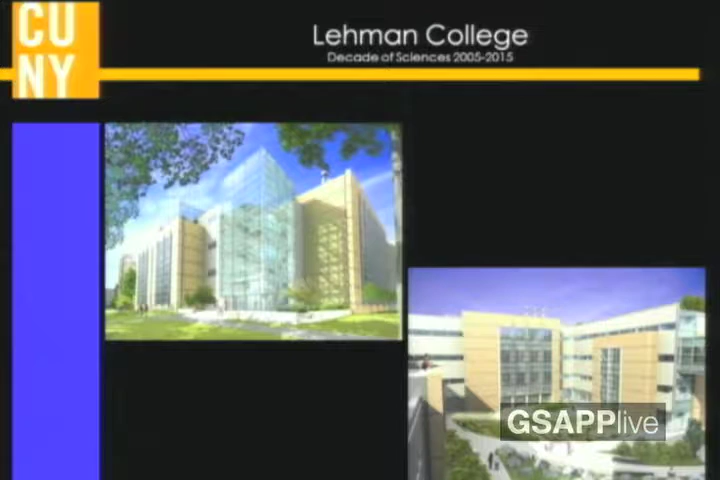 CU
NY
Lehman College
Decade of Sciences 2005-2015
GSAPPlive